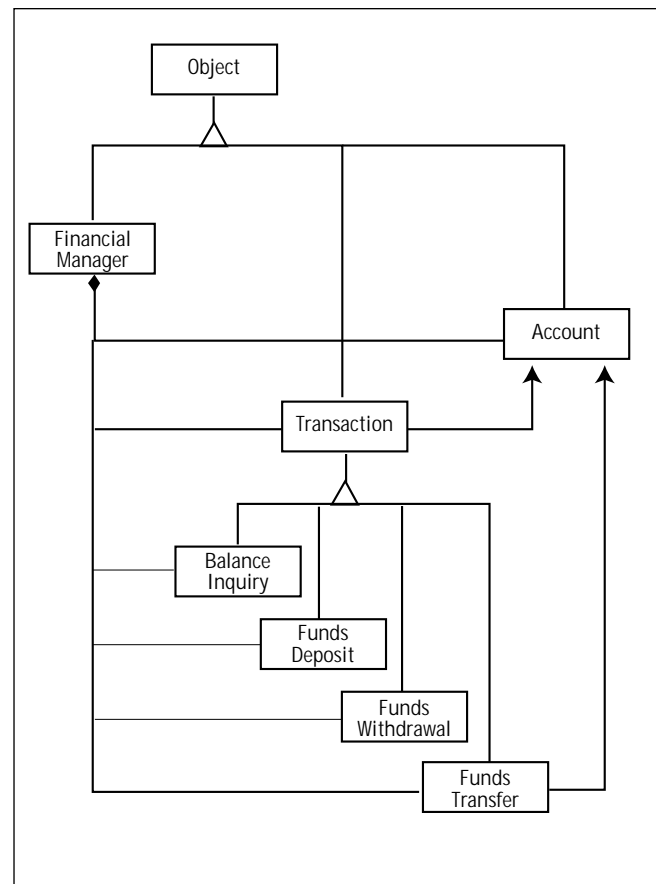 Object
Financial
Manager
Account
Transaction
Balance
Inquiry
Funds
Deposit
Funds
Withdrawal
Funds
Transfer